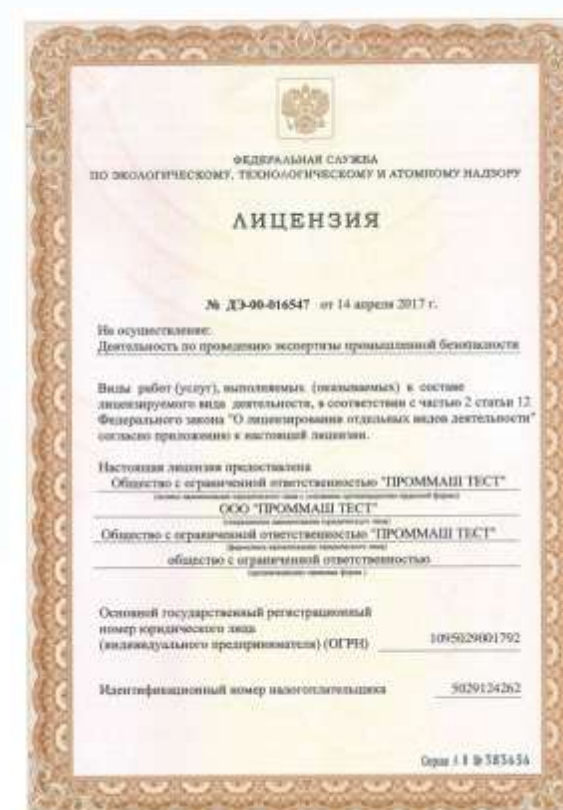 ФЕДЕРАЛЬНАЯ СЛУЖБА
ПО ЭКОЛОГИЧЕСКОМУ, ТЕХНОЛОГИЧЕСКОМУ И АТОМНОМУ НАДЗОРУ
ЛИЦЕНЗИЯ
№ ДЭ-00-016547 от 14 апреля 2017 г.
На осуществление:
Деятельность по проведению экспертизы промышленной безопасности
Виды работ (услуг), выполняемых (оказываемых) в составе
лицензируемого вида деятельности, в соответствии с частью 2 статьи 12
Федерального закона "О лицензировании отдельных видов деятельности"
согласно приложению к настоящей лицензии.
Настоящая лицензия предоставлена
Общество с ограниченной ответственностью "ПРОММАШ ТЕСТ"
ООО "ПРОММАШ ТЕСТ"
Общество с ограниченной ответственностью "ПРОММАШ ТЕСТ"
общество с ограниченной ответственностью
Основной государственный регистрационный
номер юридического лица
(индивидуального предпринимателя) (ОГРН) 1095029001792
Идентификационный номер налогоплательщика 5029124262
Серия А В № 383634